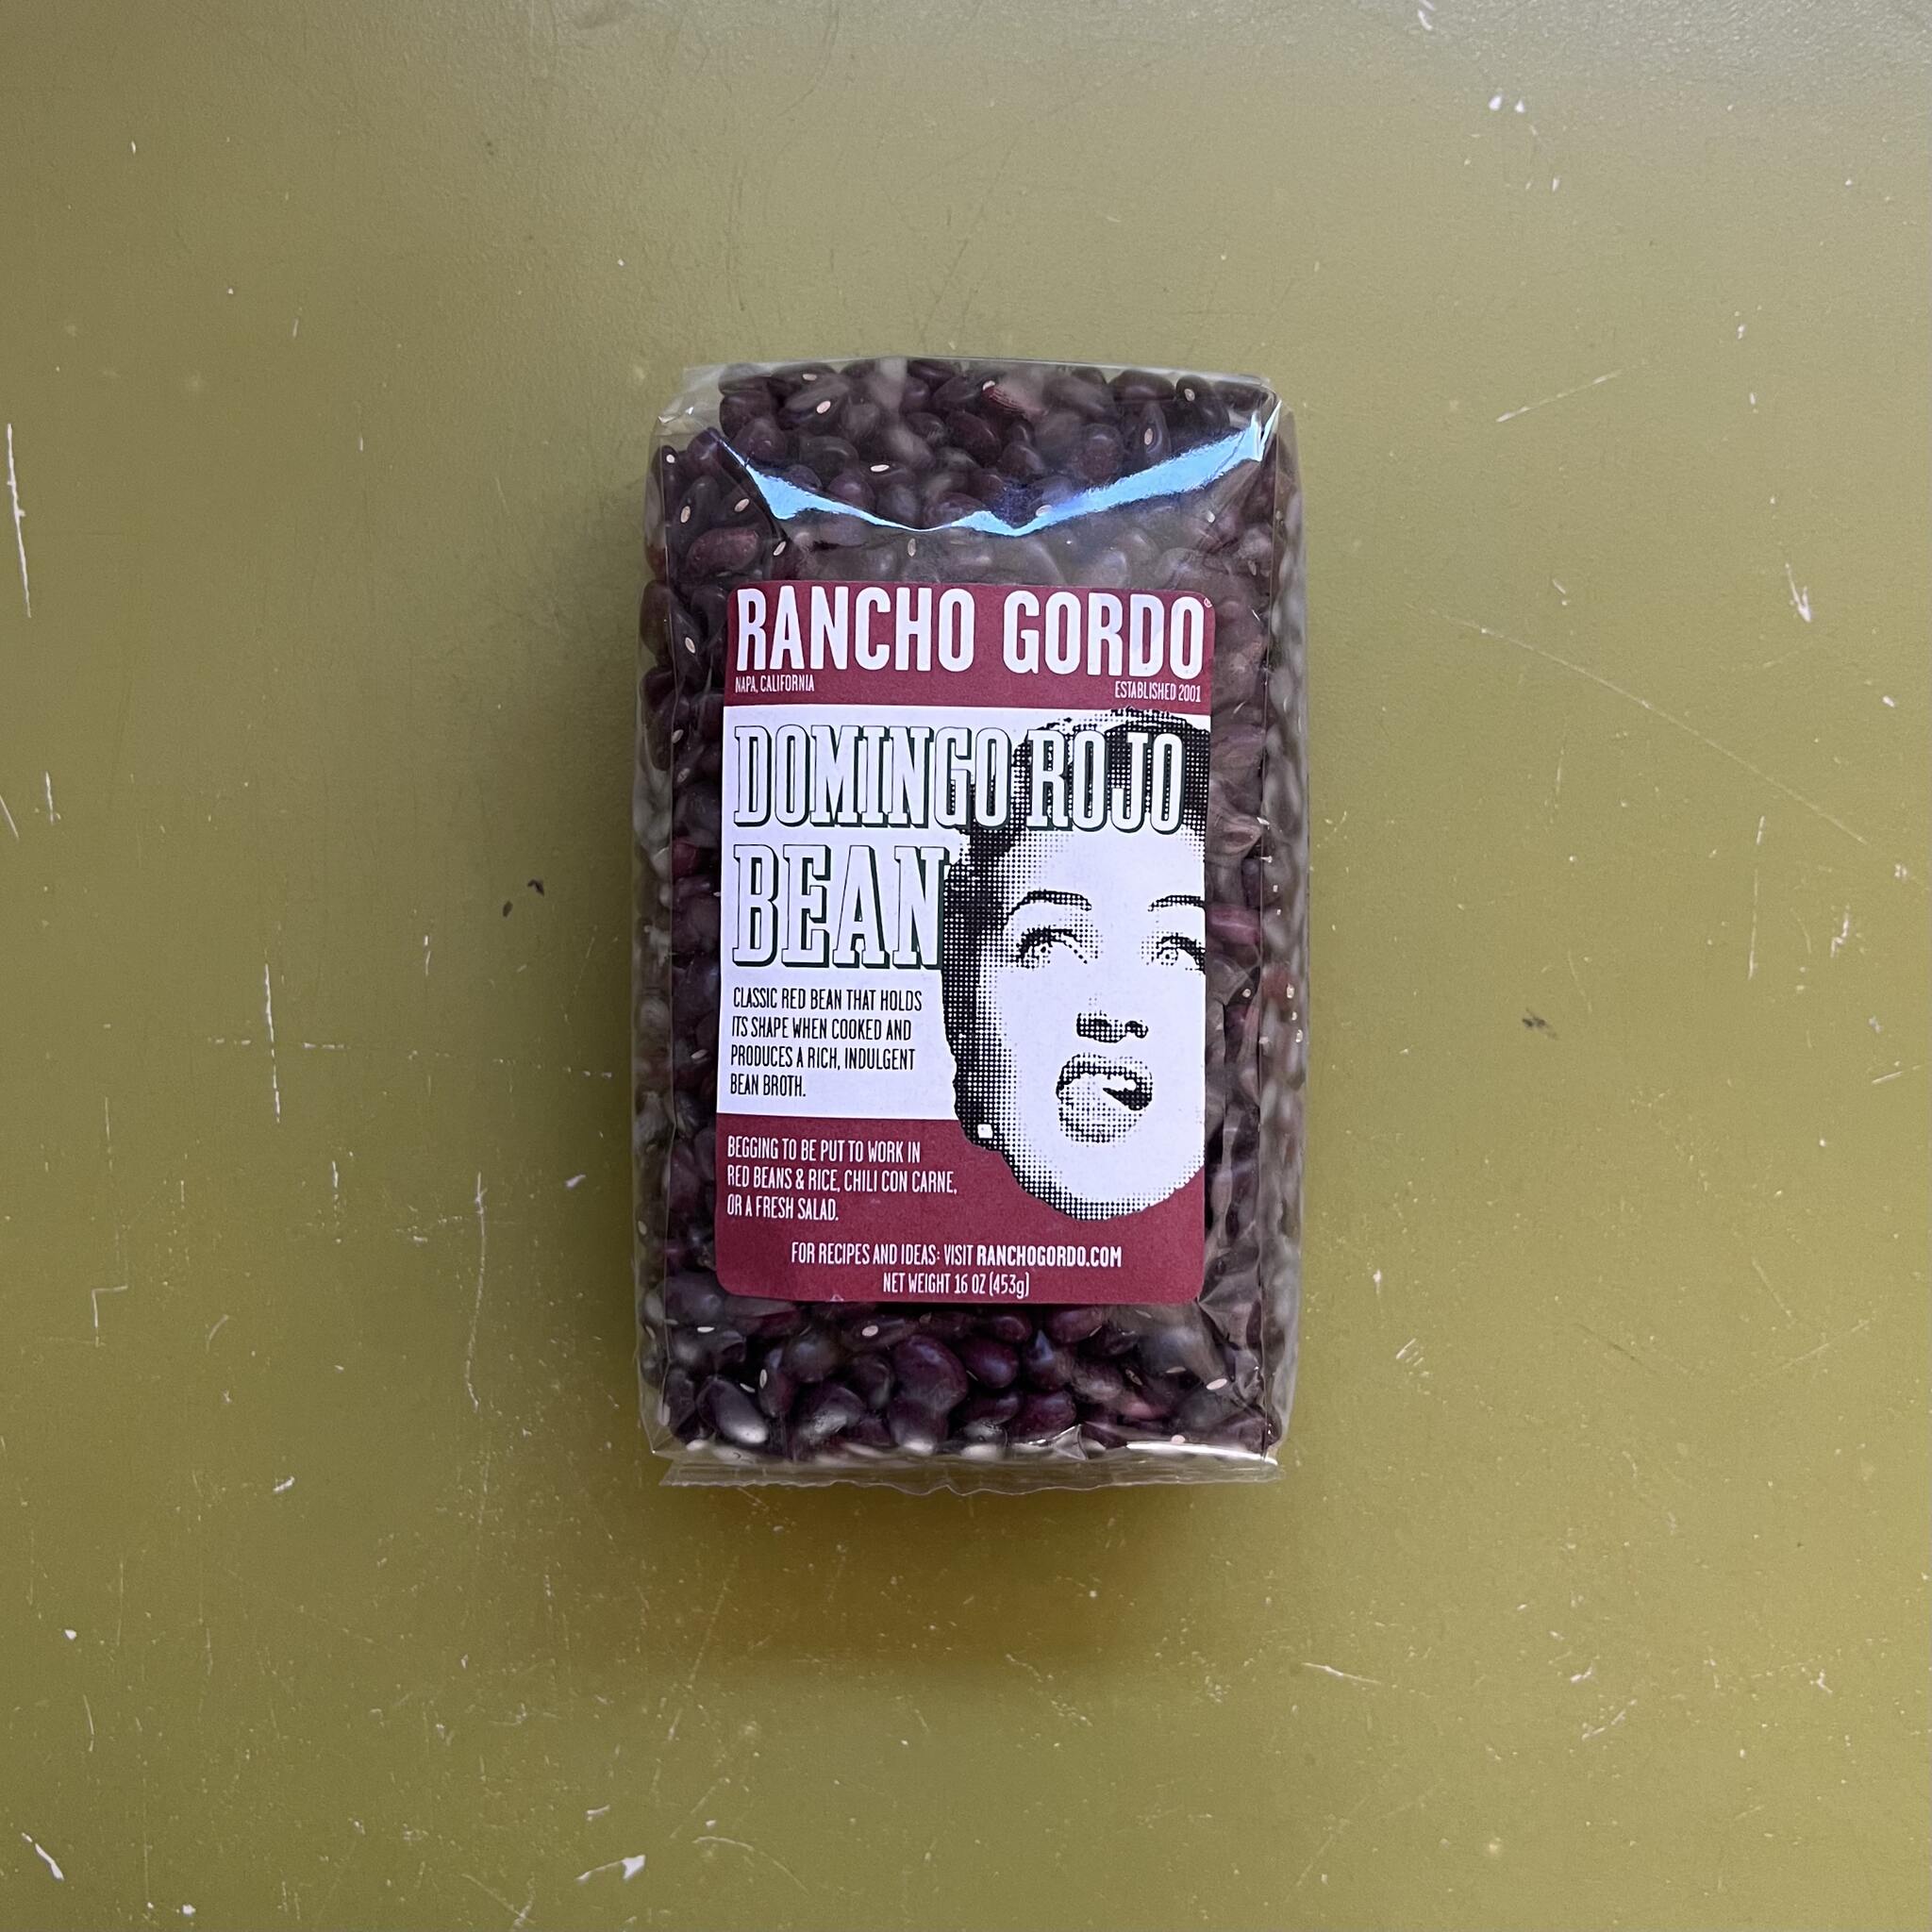 RANCHO GORDO®
NAPA, CALIFORNIA
ESTABLISHED 2001
DOMINGO ROJO
BEAN
CLASSIC RED BEAN THAT HOLDS
ITS SHAPE WHEN COOKED AND
PRODUCES A RICH, INDULGENT
BEAN BROTH.
BEGGING TO BE PUT TO WORK IN
RED BEANS & RICE, CHILI CON CARNE,
OR A FRESH SALAD.
FOR RECIPES AND IDEAS: VISIT RANCHOGORDO.COM
NET WEIGHT 16 OZ (453g)